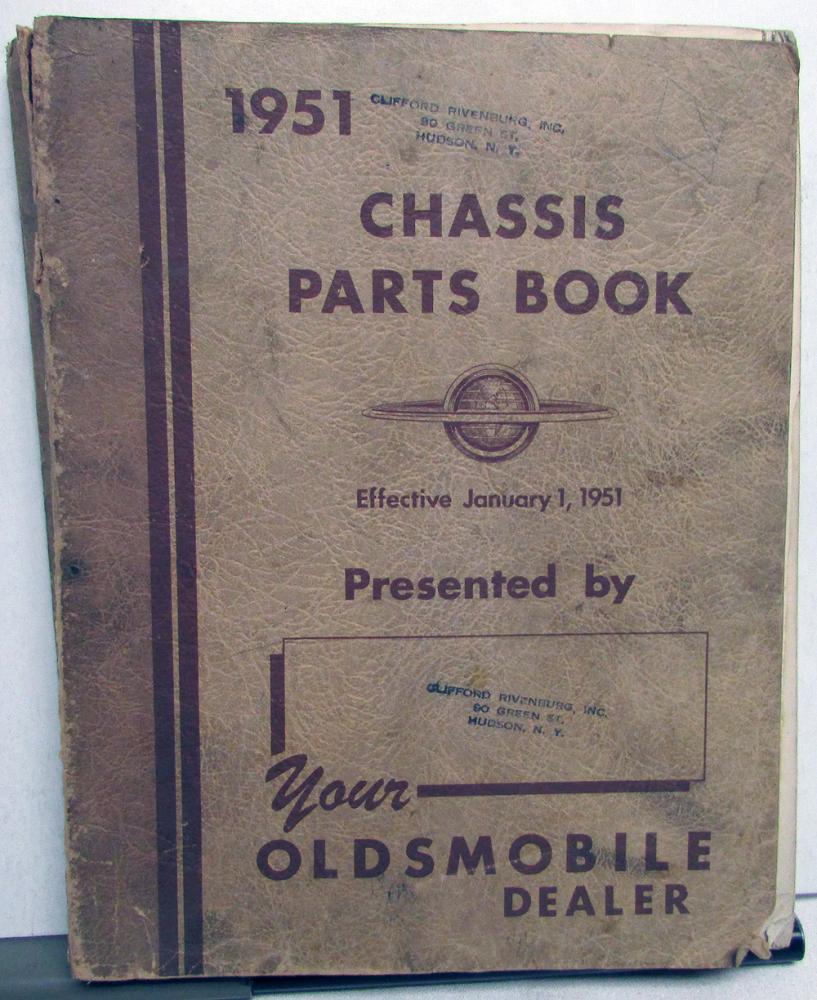 1951
CLIFFORD RIVENBURG, INC.
90 GREEN ST.
HUDSON, N. Y.
CHASSIS
PARTS BOOK
Effective January 1, 1951
Presented by
CLIFFORD RIVENBURG, INC.
90 GREEN ST.
HUDSON, N. Y.
Your
OLDSMOBILE
DEALER